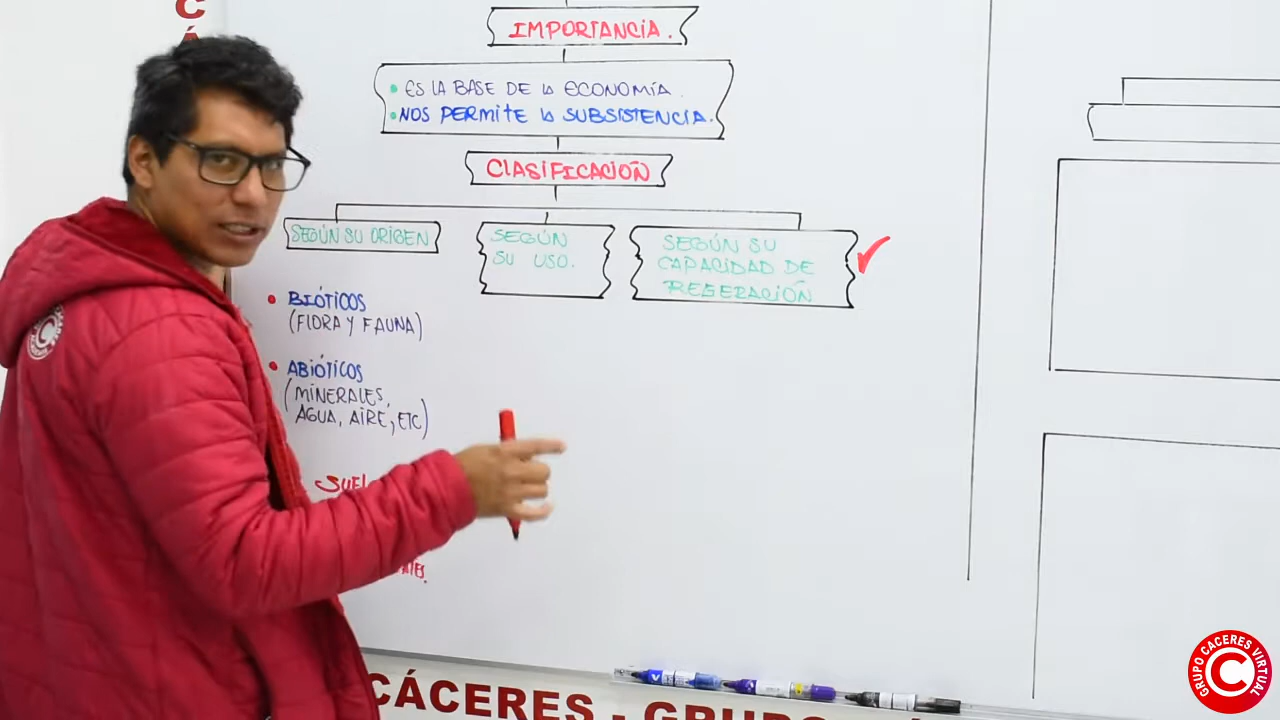 C
Á
IMPORTANCIA.
• ES LA BASE DE LA ECONOMÍA.
• NOS PERMITE LA SUBSISTENCIA.
CLASIFICACIÓN
SEGÚN SU ORIGEN
SEGÚN
SU USO.
SEGÚN SU
CAPACIDAD DE
REGERACIÓN
• BIÓTICOS
(FLORA Y FAUNA)
• ABIÓTICOS
(MINERALES,
AGUA, AIRE, ETC)
CÁCERES - GRUPO
GRUPO CACERES VIRTUAL
C